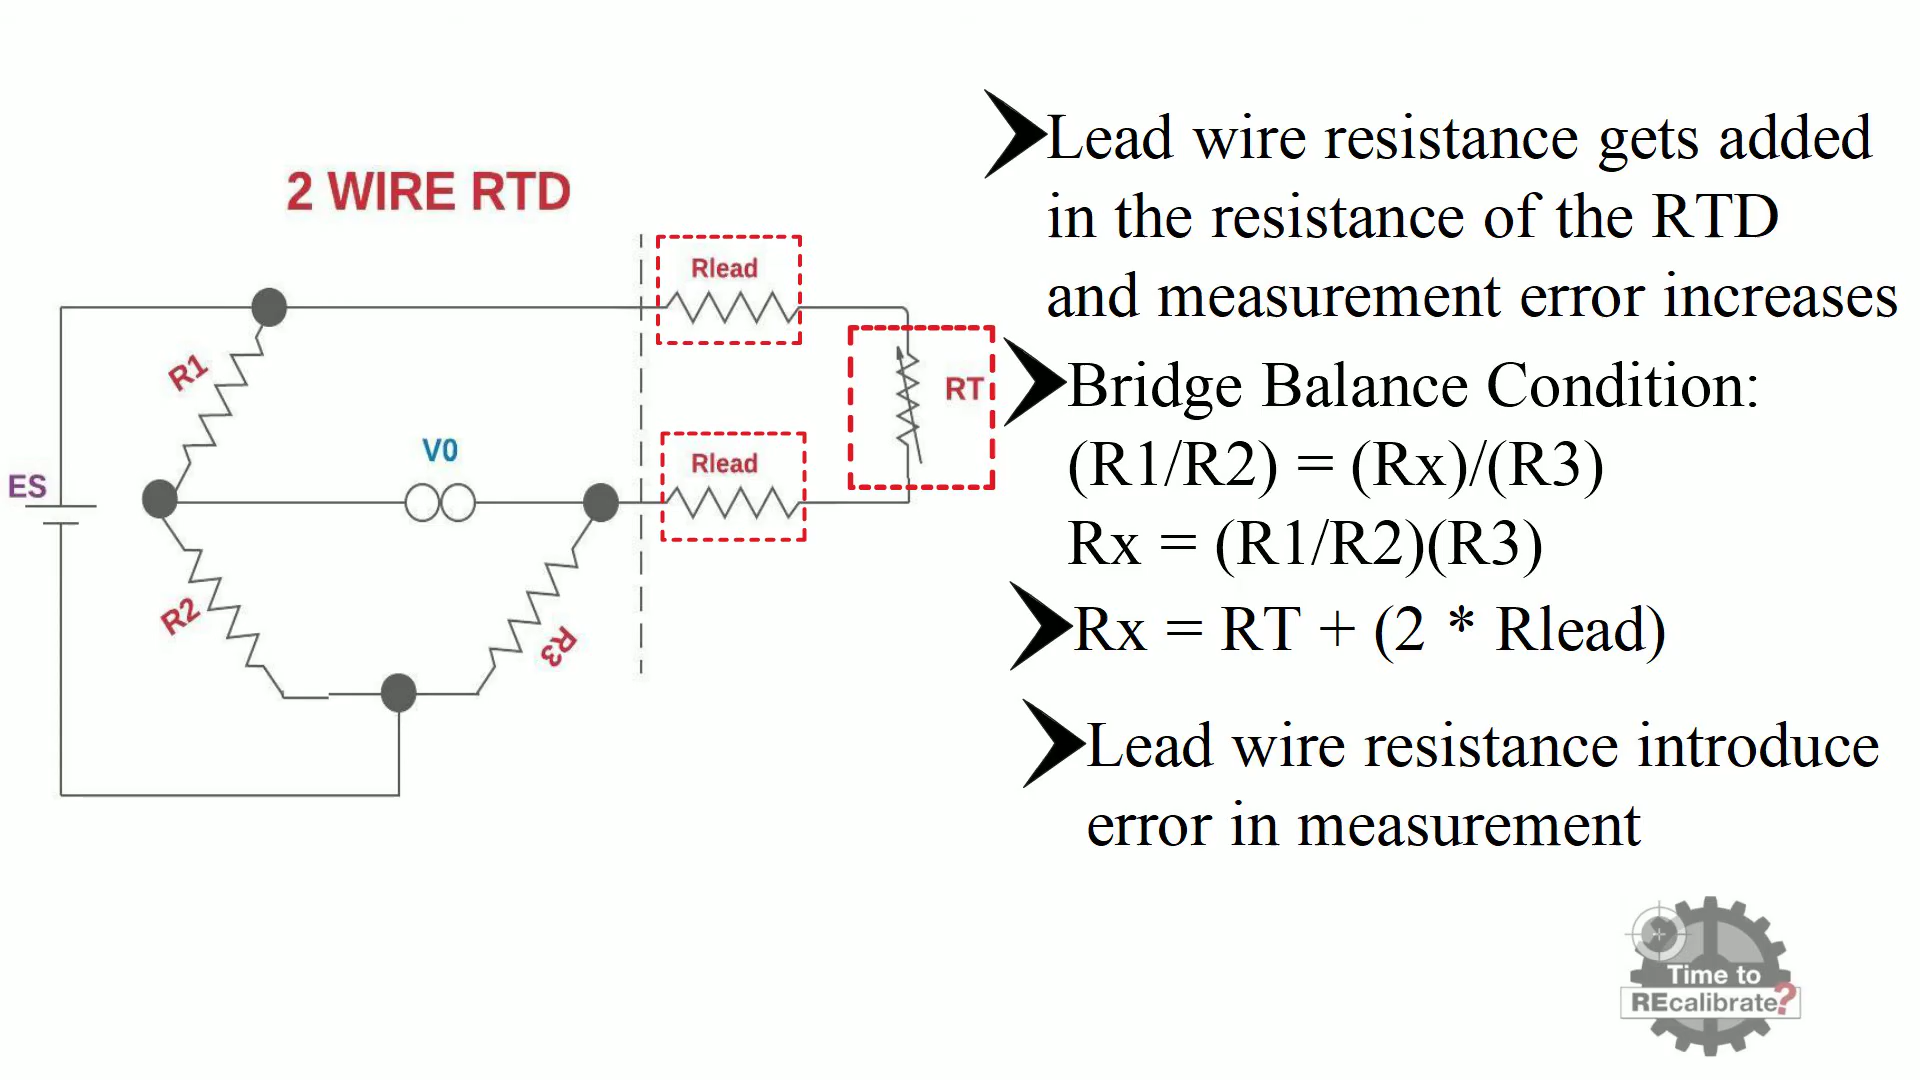 2 WIRE RTD
Rlead
R1
RT
V0
Rlead
ES
R2
R3
Lead wire resistance gets added
in the resistance of the RTD
and measurement error increases
Bridge Balance Condition:
(R1/R2) = (Rx)/(R3)
Rx = (R1/R2)(R3)
Rx = RT + (2 * Rlead)
Lead wire resistance introduce
error in measurement
Time to
REcalibrate?